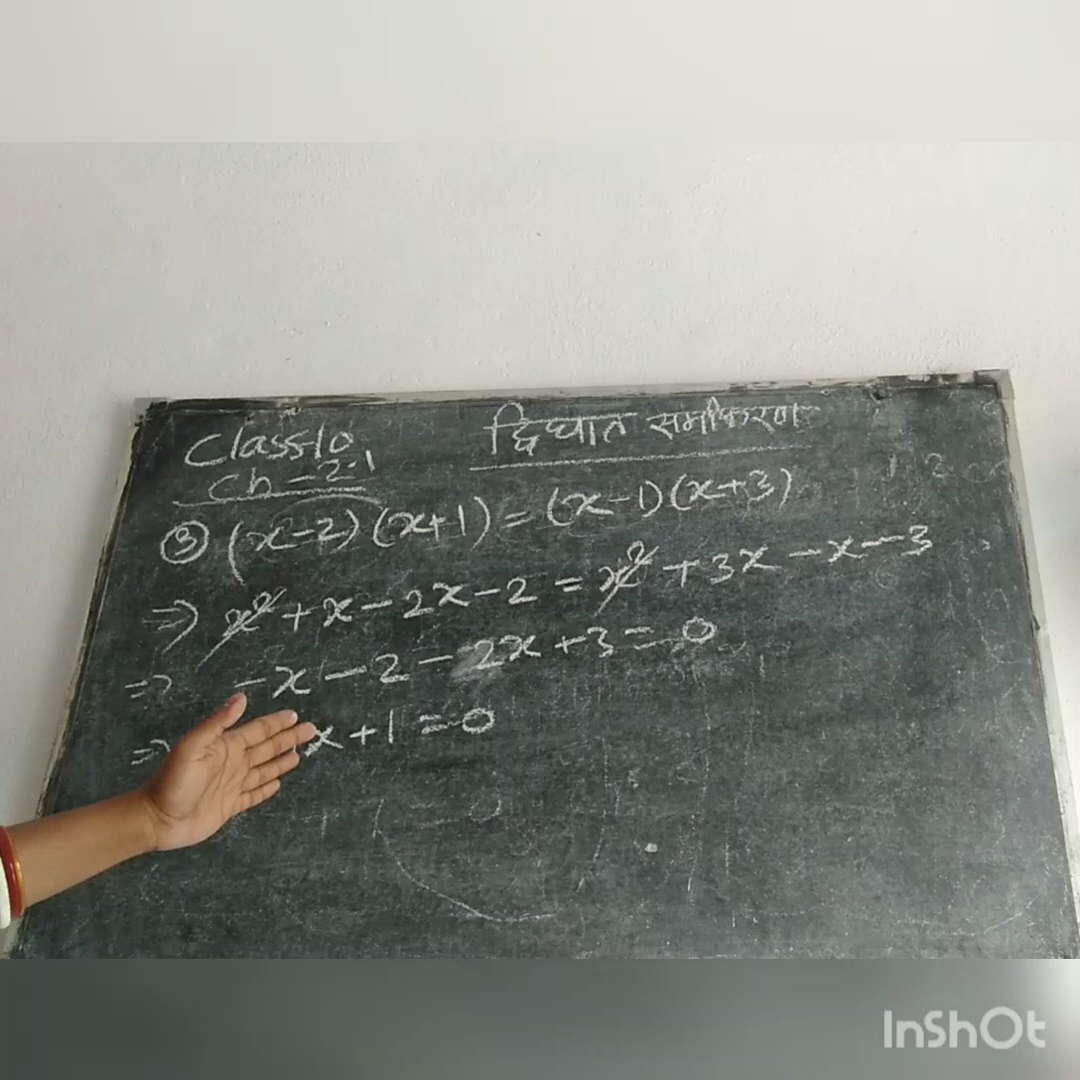 Class-10
Ch-2.1
द्विघात समीकरण
③ (x-2)(x+1)=(x-1)(x+3)
⇒ x²+x-2x-2=x²+3x-x-3
⇒ -x-2-2x+3=0
⇒ x+1=0
InShOt